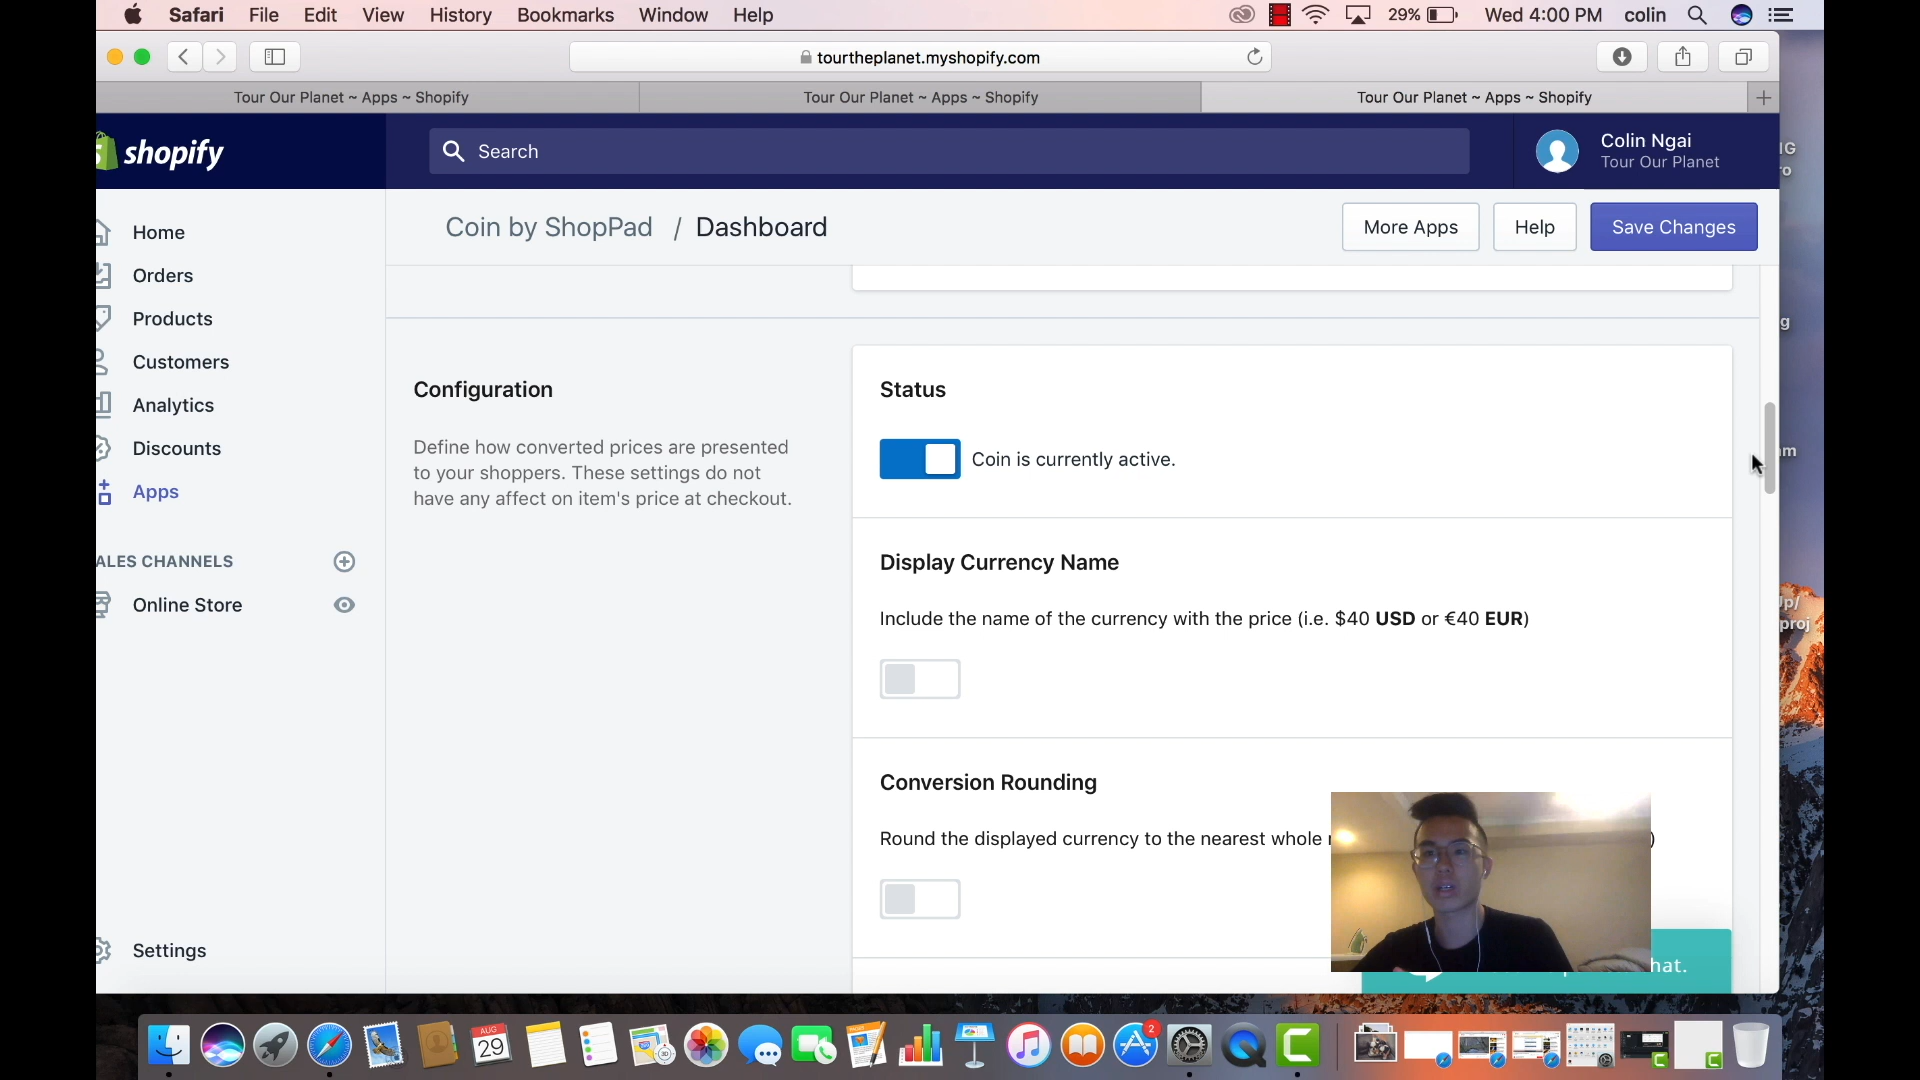 Safari File Edit View History Bookmarks Window Help
29% Wed 4:00 PM colin
tourtheplanet.myshopify.com
Tour Our Planet ~ Apps ~ Shopify
Tour Our Planet ~ Apps ~ Shopify
Tour Our Planet ~ Apps ~ Shopify
shopify
Search
Colin Ngai
Tour Our Planet
Coin by ShopPad / Dashboard
More Apps
Help
Save Changes
Home
Orders
Products
Customers
Analytics
Discounts
Apps
ALES CHANNELS
Online Store
Settings
Configuration
Define how converted prices are presented
to your shoppers. These settings do not
have any affect on item's price at checkout.
Status
Coin is currently active.
Display Currency Name
Include the name of the currency with the price (i.e. $40 USD or €40 EUR)
Conversion Rounding
Round the displayed currency to the nearest whole
hat.
Up/
proj
AUG
29
2